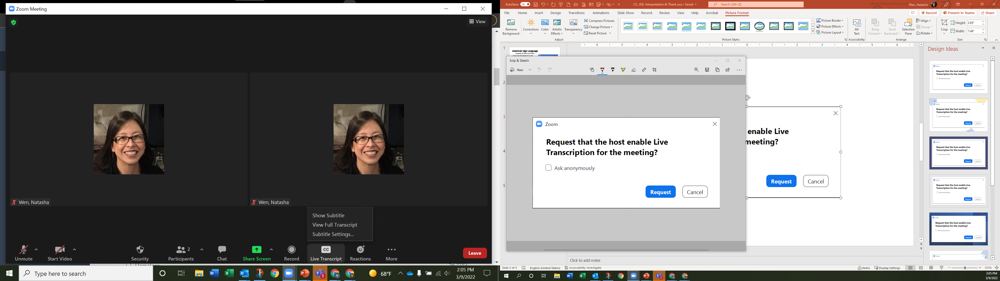 Zoom Meeting
View
Wen, Natasha
Wen, Natasha
Show Subtitle
View Full Transcript
Subtitle Settings...
Unmute
Start Video
Security
Participants
2
Chat
Share Screen
Record
CC
Live Transcript
Reactions
More
Leave
Type here to search
68°F
2:05 PM
3/9/2022
AutoSave On
CC, ASL Interpretation & Thank you • Saved
Search (Alt+Q)
Wen, Natasha
File Home Insert Design Transitions Animations Slide Show Record Review View Help Acrobat Picture Format
Record
Present in Teams
Share
Remove Background
Corrections
Color
Artistic Effects
Transparency
Compress Pictures
Change Picture
Reset Picture
Adjust
Picture Styles
Picture Border
Picture Effects
Picture Layout
Alt Text
Accessibility
Bring Forward
Send Backward
Selection Pane
Align
Group
Rotate
Arrange
Crop
Height: 3.65"
Width: 7.49"
Size
1
American Sign Language
Lenguaje de Señas Americano
2
3
4
5
Snip & Sketch
New
Zoom
Request that the host enable Live
Transcription for the meeting?
Ask anonymously
Request
Cancel
enable Live
meeting?
Request
Cancel
Design Ideas
Request that the host enable Live
Transcription for the meeting?
Ask anonymously
Request Cancel
Request that the host enable Live
Transcription for the meeting?
Ask anonymously
Request Cancel
Request that the host enable Live
Transcription for the meeting?
Ask anonymously
Request Cancel
Request that the host enable Live
Transcription for the meeting?
Ask anonymously
Request Cancel
Request that the host enable Live
Transcription for the meeting?
Ask anonymously
Request Cancel
Click to add notes
Slide 3 of 5
English (United States)
Accessibility: Investigate
Notes
Display Settings
101%
2:05 PM
3/9/2022